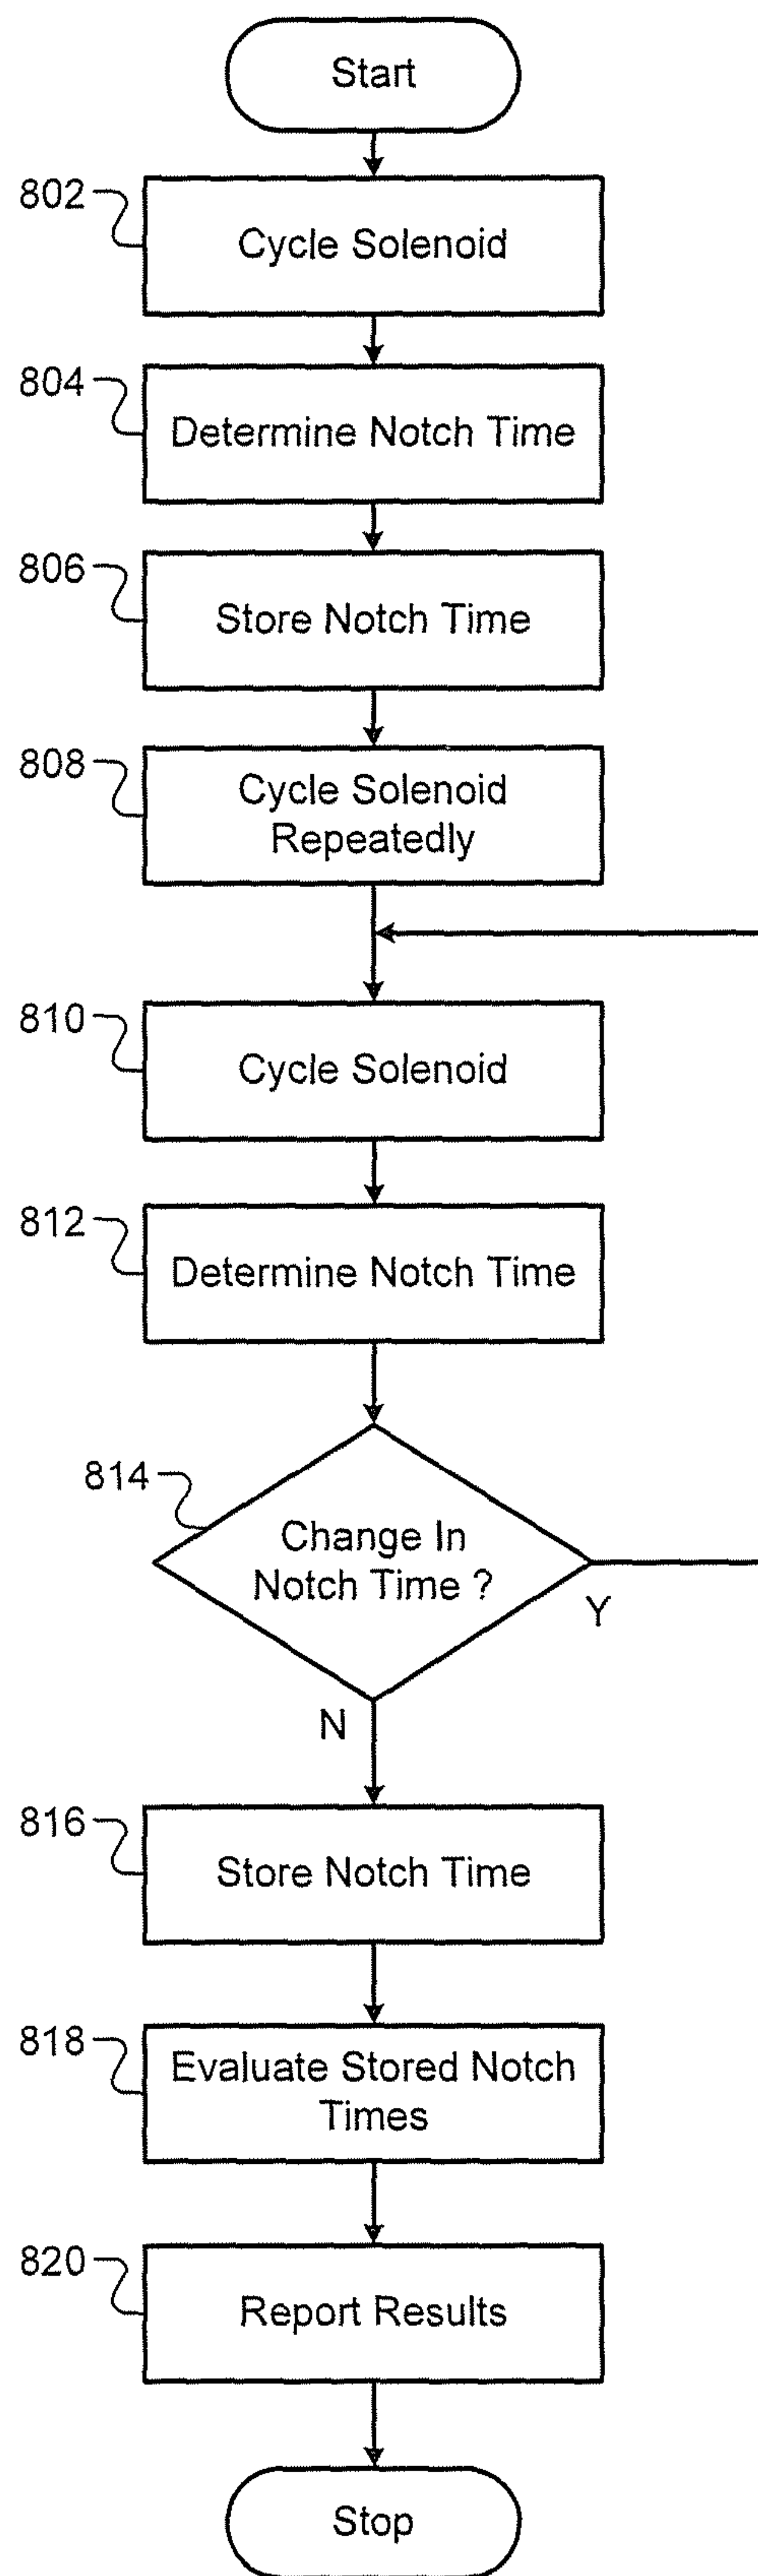 Start
802
Cycle Solenoid
804
Determine Notch Time
806
Store Notch Time
808
Cycle Solenoid
Repeatedly
810
Cycle Solenoid
812
Determine Notch Time
814
Change In
Notch Time ?
Y
N
816
Store Notch Time
818
Evaluate Stored Notch
Times
820
Report Results
Stop